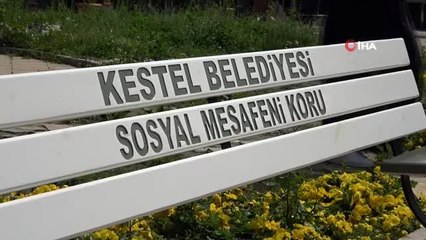 İHA
KESTEL BELEDİYESİ
SOSYAL MESAFENİ KORU